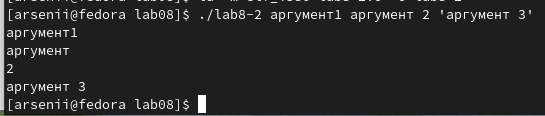 [arsenii@fedora lab08]$ ./lab8-2 аргумент1 аргумент 2 'аргумент 3'
аргумент1
аргумент
2
аргумент 3
[arsenii@fedora lab08]$